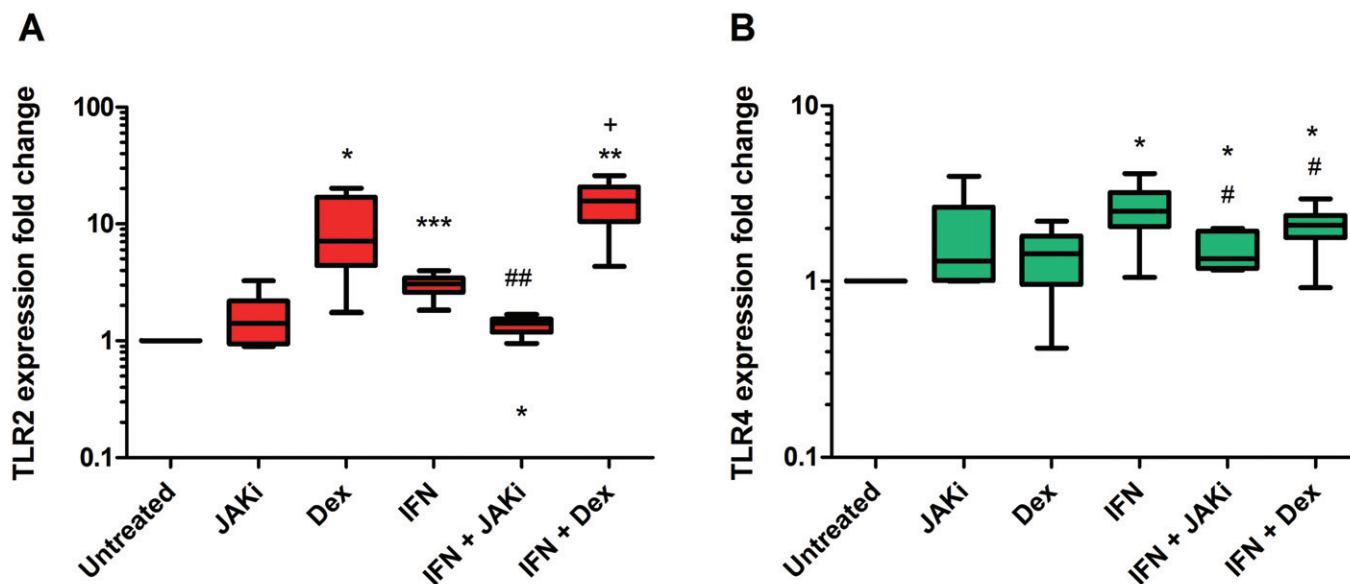 A
TLR2 expression fold change
100
10
1
0.1
*
***
##
*
+
**
Untreated
JAKi
Dex
IFN
IFN + JAKi
IFN + Dex
B
TLR4 expression fold change
10
1
0.1
*
*
#
*
#
Untreated
JAKi
Dex
IFN
IFN + JAKi
IFN + Dex